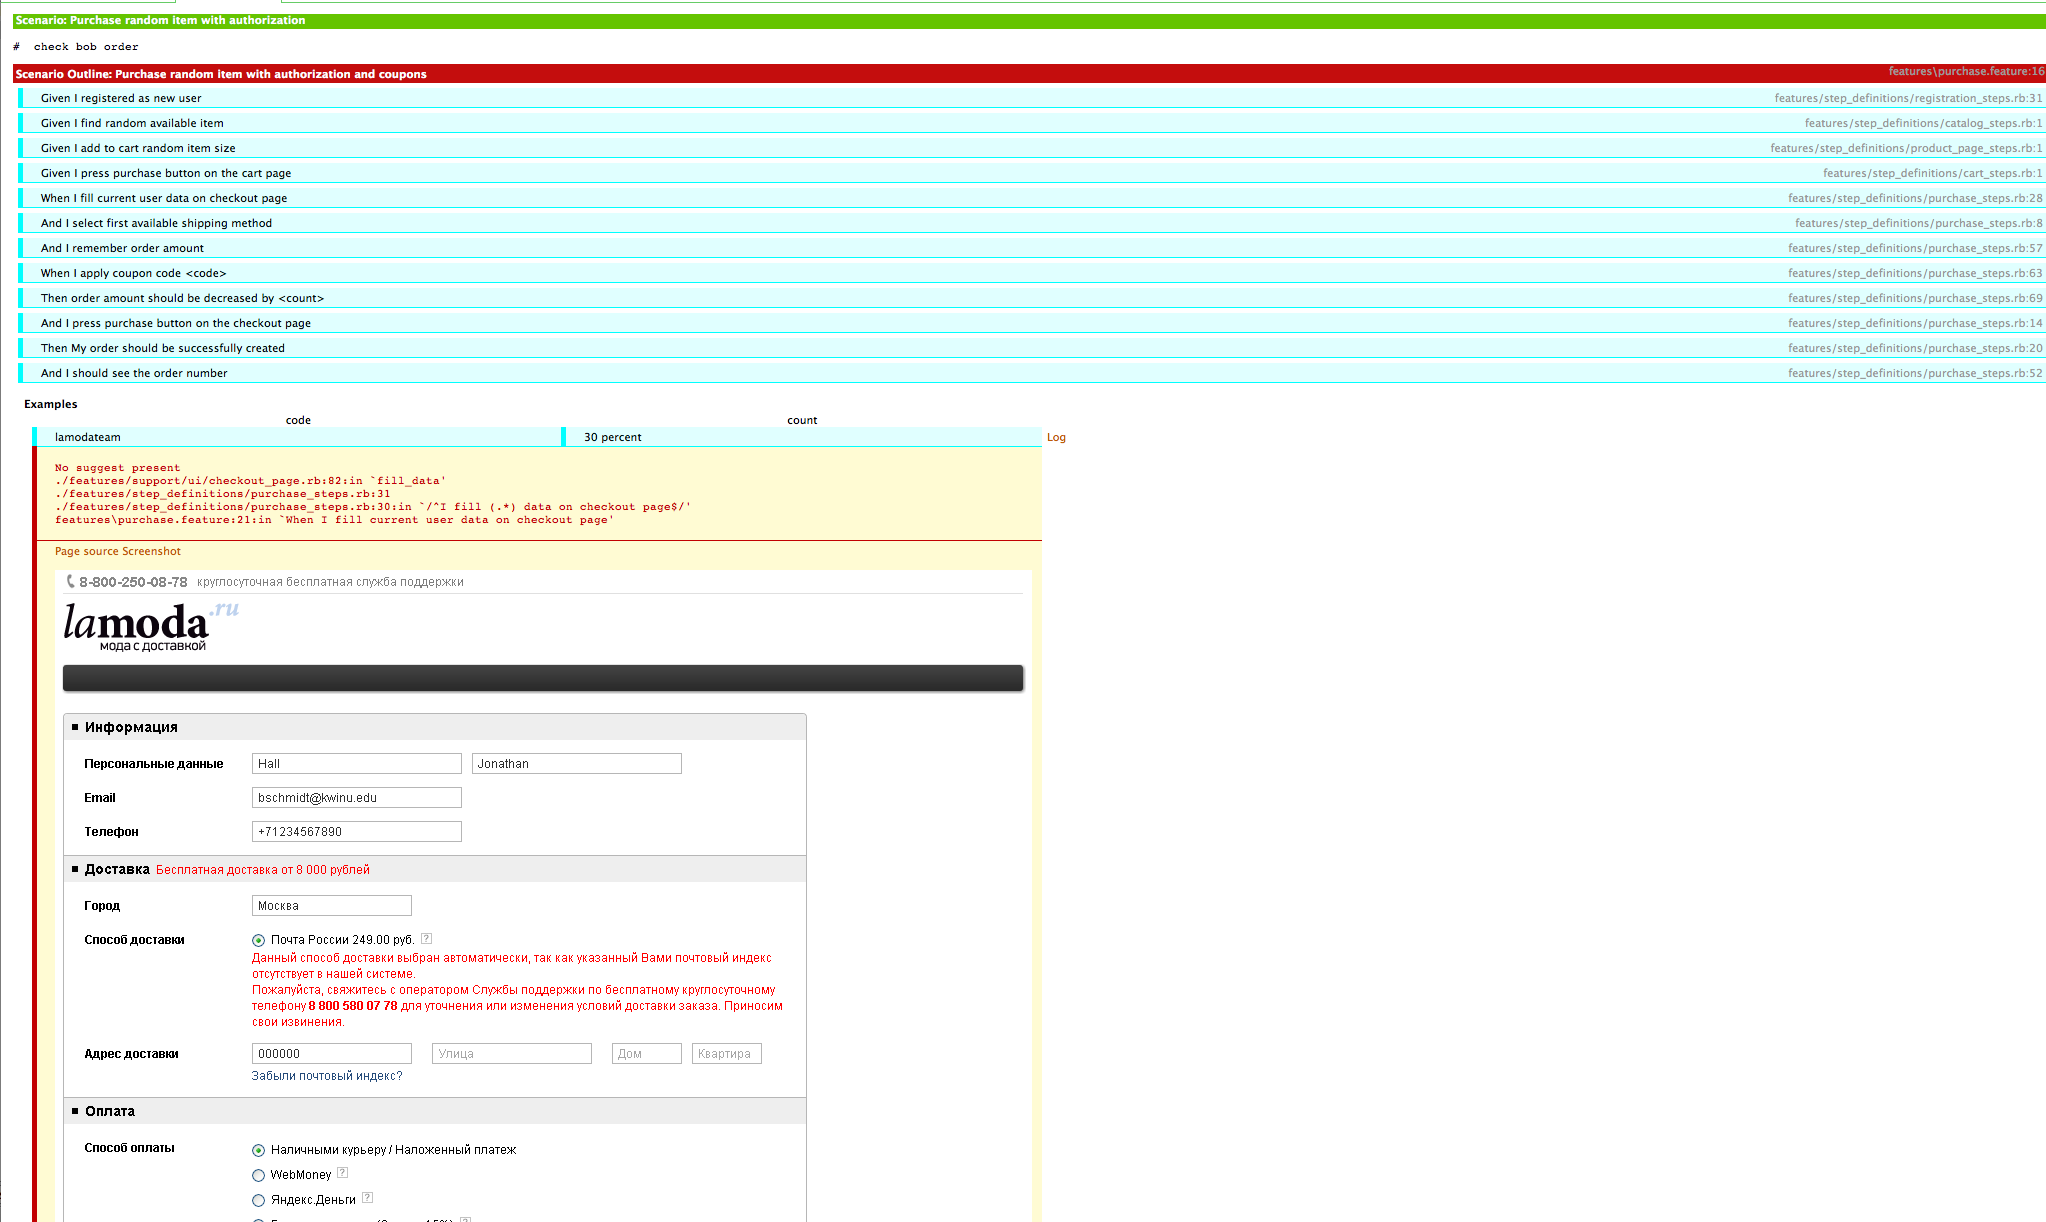 Scenario: Purchase random item with authorization
# check bob order
Scenario Outline: Purchase random item with authorization and coupons features\purchase.feature:16
Given I registered as new user features/step_definitions/registration_steps.rb:31
Given I find random available item features/step_definitions/catalog_steps.rb:1
Given I add to cart random item size features/step_definitions/product_page_steps.rb:1
Given I press purchase button on the cart page features/step_definitions/cart_steps.rb:1
When I fill current user data on checkout page features/step_definitions/purchase_steps.rb:28
And I select first available shipping method features/step_definitions/purchase_steps.rb:8
And I remember order amount features/step_definitions/purchase_steps.rb:57
When I apply coupon code <code> features/step_definitions/purchase_steps.rb:63
Then order amount should be decreased by <count> features/step_definitions/purchase_steps.rb:69
And I press purchase button on the checkout page features/step_definitions/purchase_steps.rb:14
Then My order should be successfully created features/step_definitions/purchase_steps.rb:20
And I should see the order number features/step_definitions/purchase_steps.rb:52
Examples
code count
lamodateam 30 percent Log
No suggest present
./features/support/ui/checkout_page.rb:82:in `fill_data'
./features/step_definitions/purchase_steps.rb:31
./features/step_definitions/purchase_steps.rb:30:in `/^I fill (.*) data on checkout page$/'
features\purchase.feature:21:in `When I fill current user data on checkout page'
Page source Screenshot
8-800-250-08-78 круглосуточная бесплатная служба поддержки
lamoda.ru
мода с доставкой
Информация
Персональные данные Hall Jonathan
Email bschmidt@kwinu.edu
Телефон +71234567890
Доставка Бесплатная доставка от 8 000 рублей
Город Москва
Способ доставки Почта России 249.00 руб. ?
Данный способ доставки выбран автоматически, так как указанный Вами почтовый индекс
отсутствует в нашей системе.
Пожалуйста, свяжитесь с оператором Службы поддержки по бесплатному круглосуточному
телефону 8 800 580 07 78 для уточнения или изменения условий доставки заказа. Приносим
свои извинения.
Адрес доставки 000000 Улица Дом Квартира
Забыли почтовый индекс?
Оплата
Способ оплаты Наличными курьеру / Наложенный платеж
WebMoney ?
Яндекс.Деньги ?